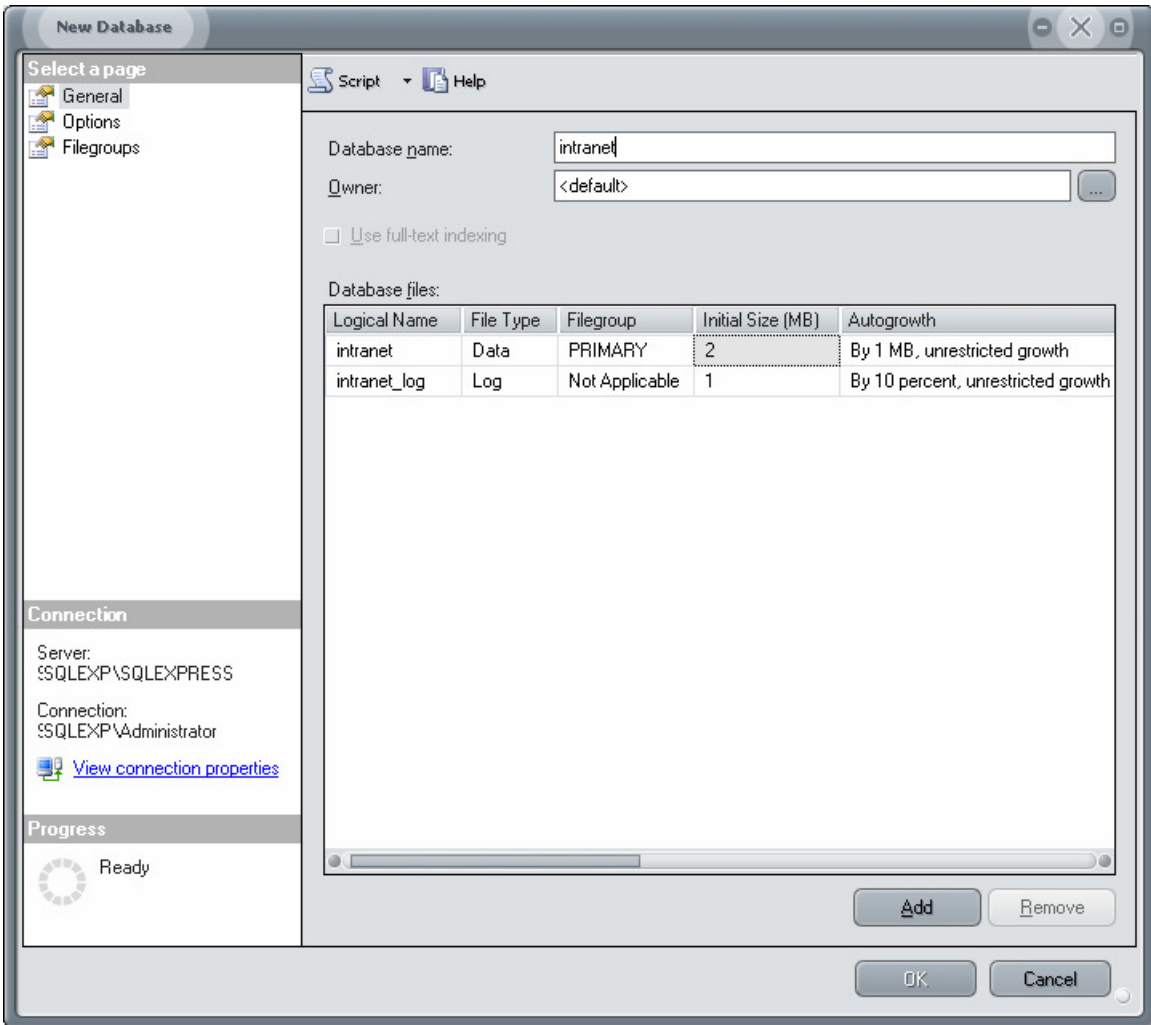 New Database
Select a page
General
Options
Filegroups
Script Help
Database name: intranet
Owner: <default> ...
Use full-text indexing
Database files:
Logical Name File Type Filegroup Initial Size (MB) Autogrowth
intranet Data PRIMARY 2 By 1 MB, unrestricted growth
intranet_log Log Not Applicable 1 By 10 percent, unrestricted growth
Connection
Server:
SQLEXP\SQLEXPRESS
Connection:
SQLEXP\Administrator
View connection properties
Progress
Ready
Add Remove
OK Cancel